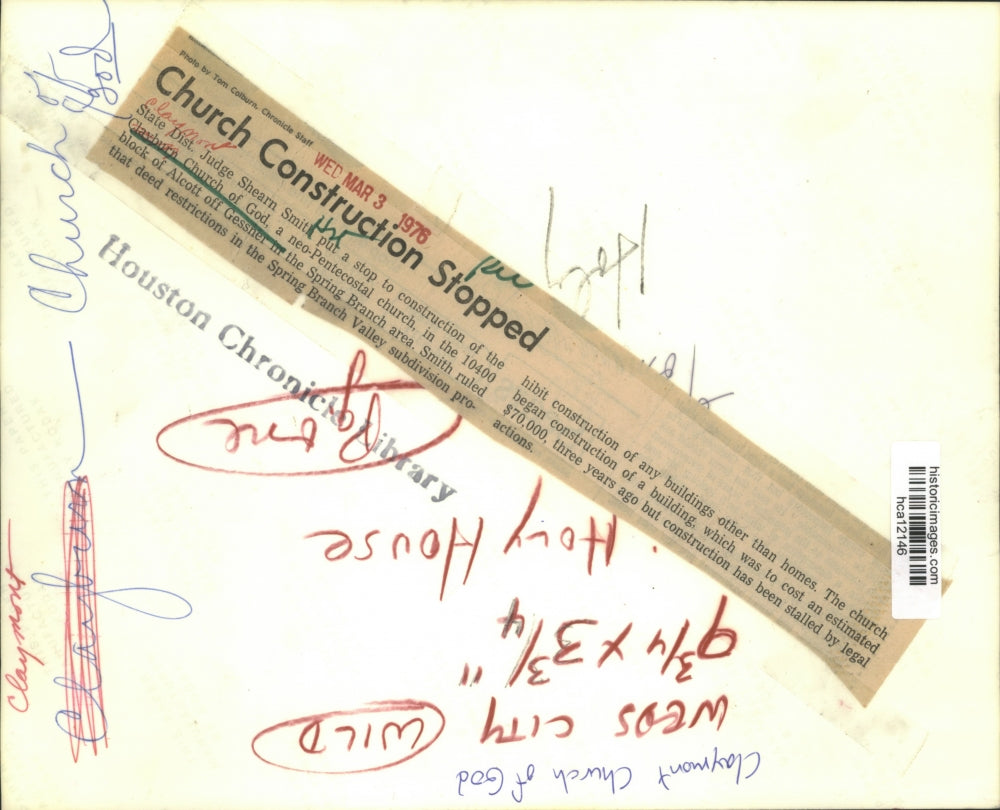 Photo by Tom Colburn, Chronicle Staff
Church Construction Stopped
WED MAR 3 1976
claymont
State Dist. Judge Shearn Smith put a stop to construction of the
Clayburn Church of God, a neo-Pentecostal church, in the 10400
block of Alcott off Gessner in the Spring Branch area. Smith ruled
that deed restrictions in the Spring Branch Valley subdivision pro-
hibit construction of any buildings other than homes. The church
began construction of a building, which was to cost an estimated
$70,000, three years ago but construction has been stalled by legal
actions.
Houston Chronicle Library
Clayburn Church of God
Claymont
Holy House
9 3/4 x 3 3/4"
WEDS CITY WILD
Claymont Church of God
historicimages.com
hca12146